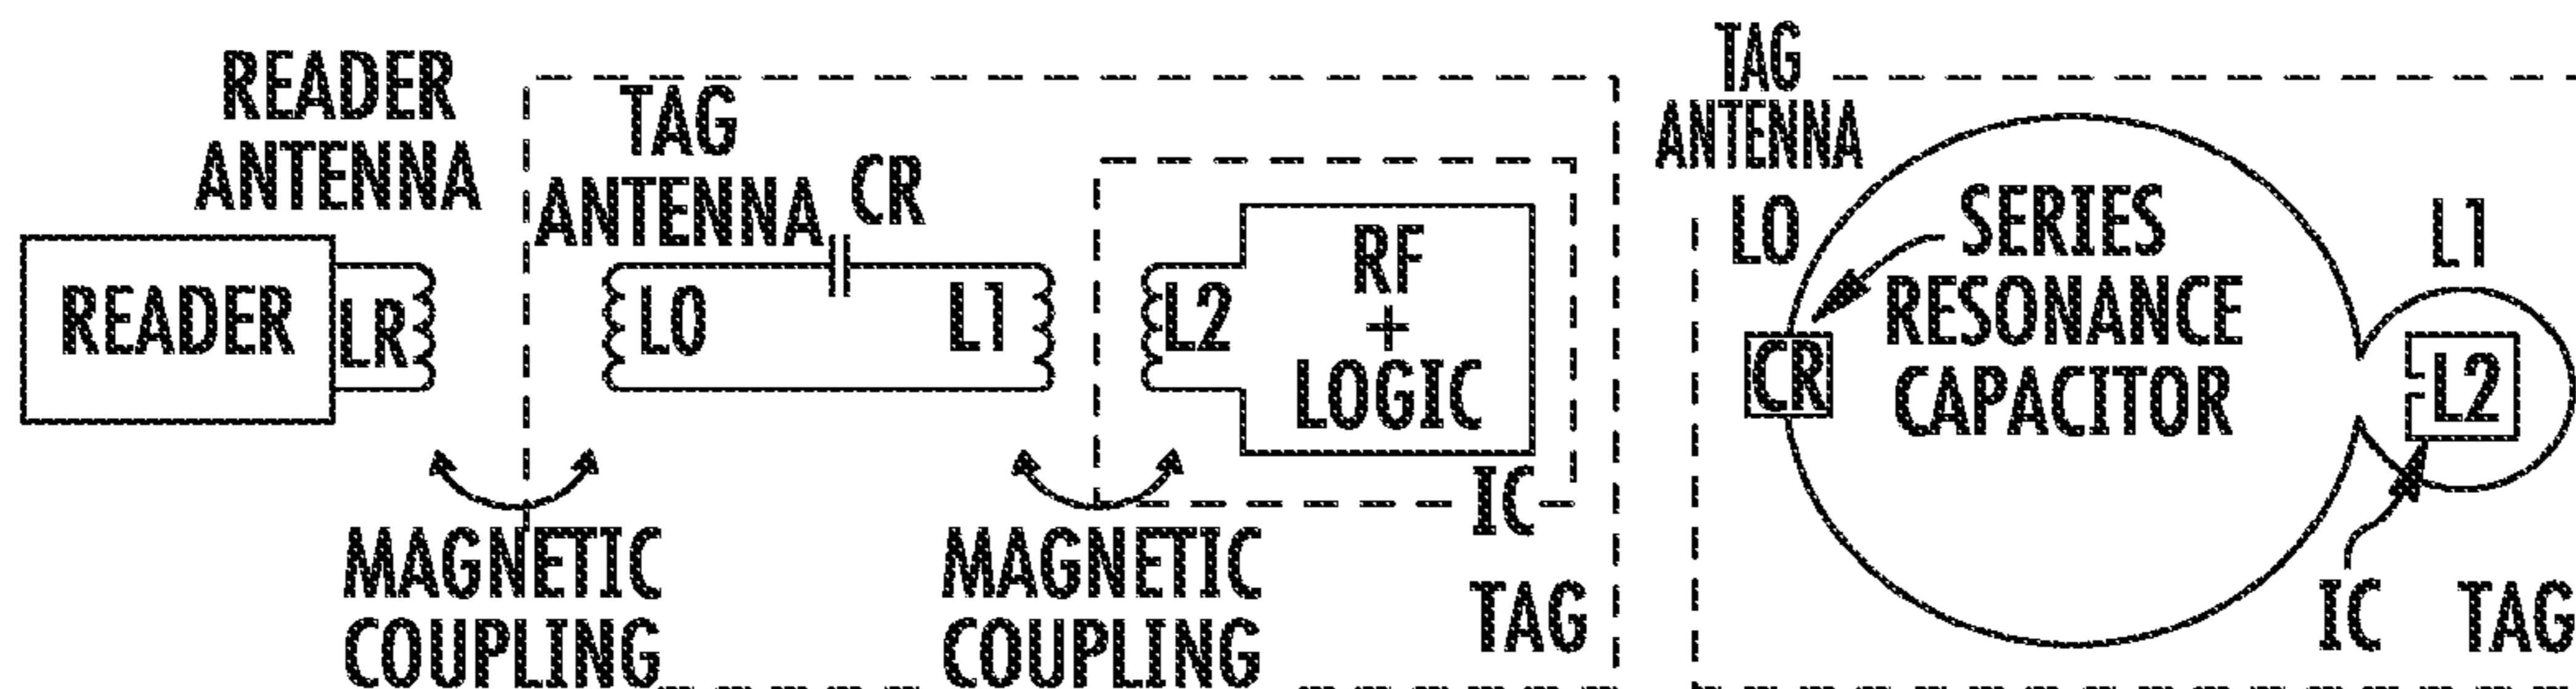 READER
ANTENNA
READER
LR
TAG
ANTENNA
CR
LO
L1
L2
RF
+
LOGIC
IC
TAG
MAGNETIC
COUPLING
MAGNETIC
COUPLING
TAG
ANTENNA
LO
CR
SERIES
RESONANCE
CAPACITOR
L1
L2
IC
TAG